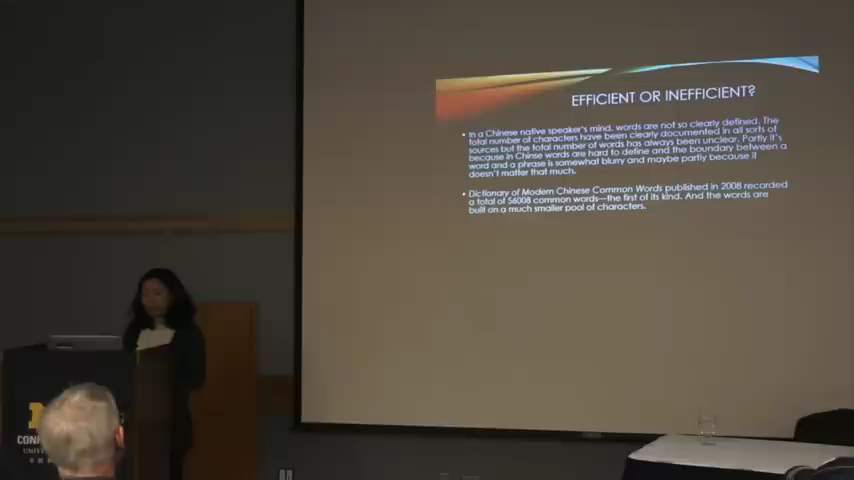 EFFICIENT OR INEFFICIENT?
• In a Chinese native speaker's mind, words are not so clearly defined. The
total number of characters have been clearly documented in all sorts of
sources but the total number of words has always been unclear. Partly it's
because in Chinse words are hard to define and the boundary between a
word and a phrase is somewhat blurry and maybe partly because it
doesn't matter that much.
• Dictionary of Modern Chinese Common Words published in 2008 recorded
a total of 56008 common words—the first of its kind. And the words are
built on a much smaller pool of characters.
M